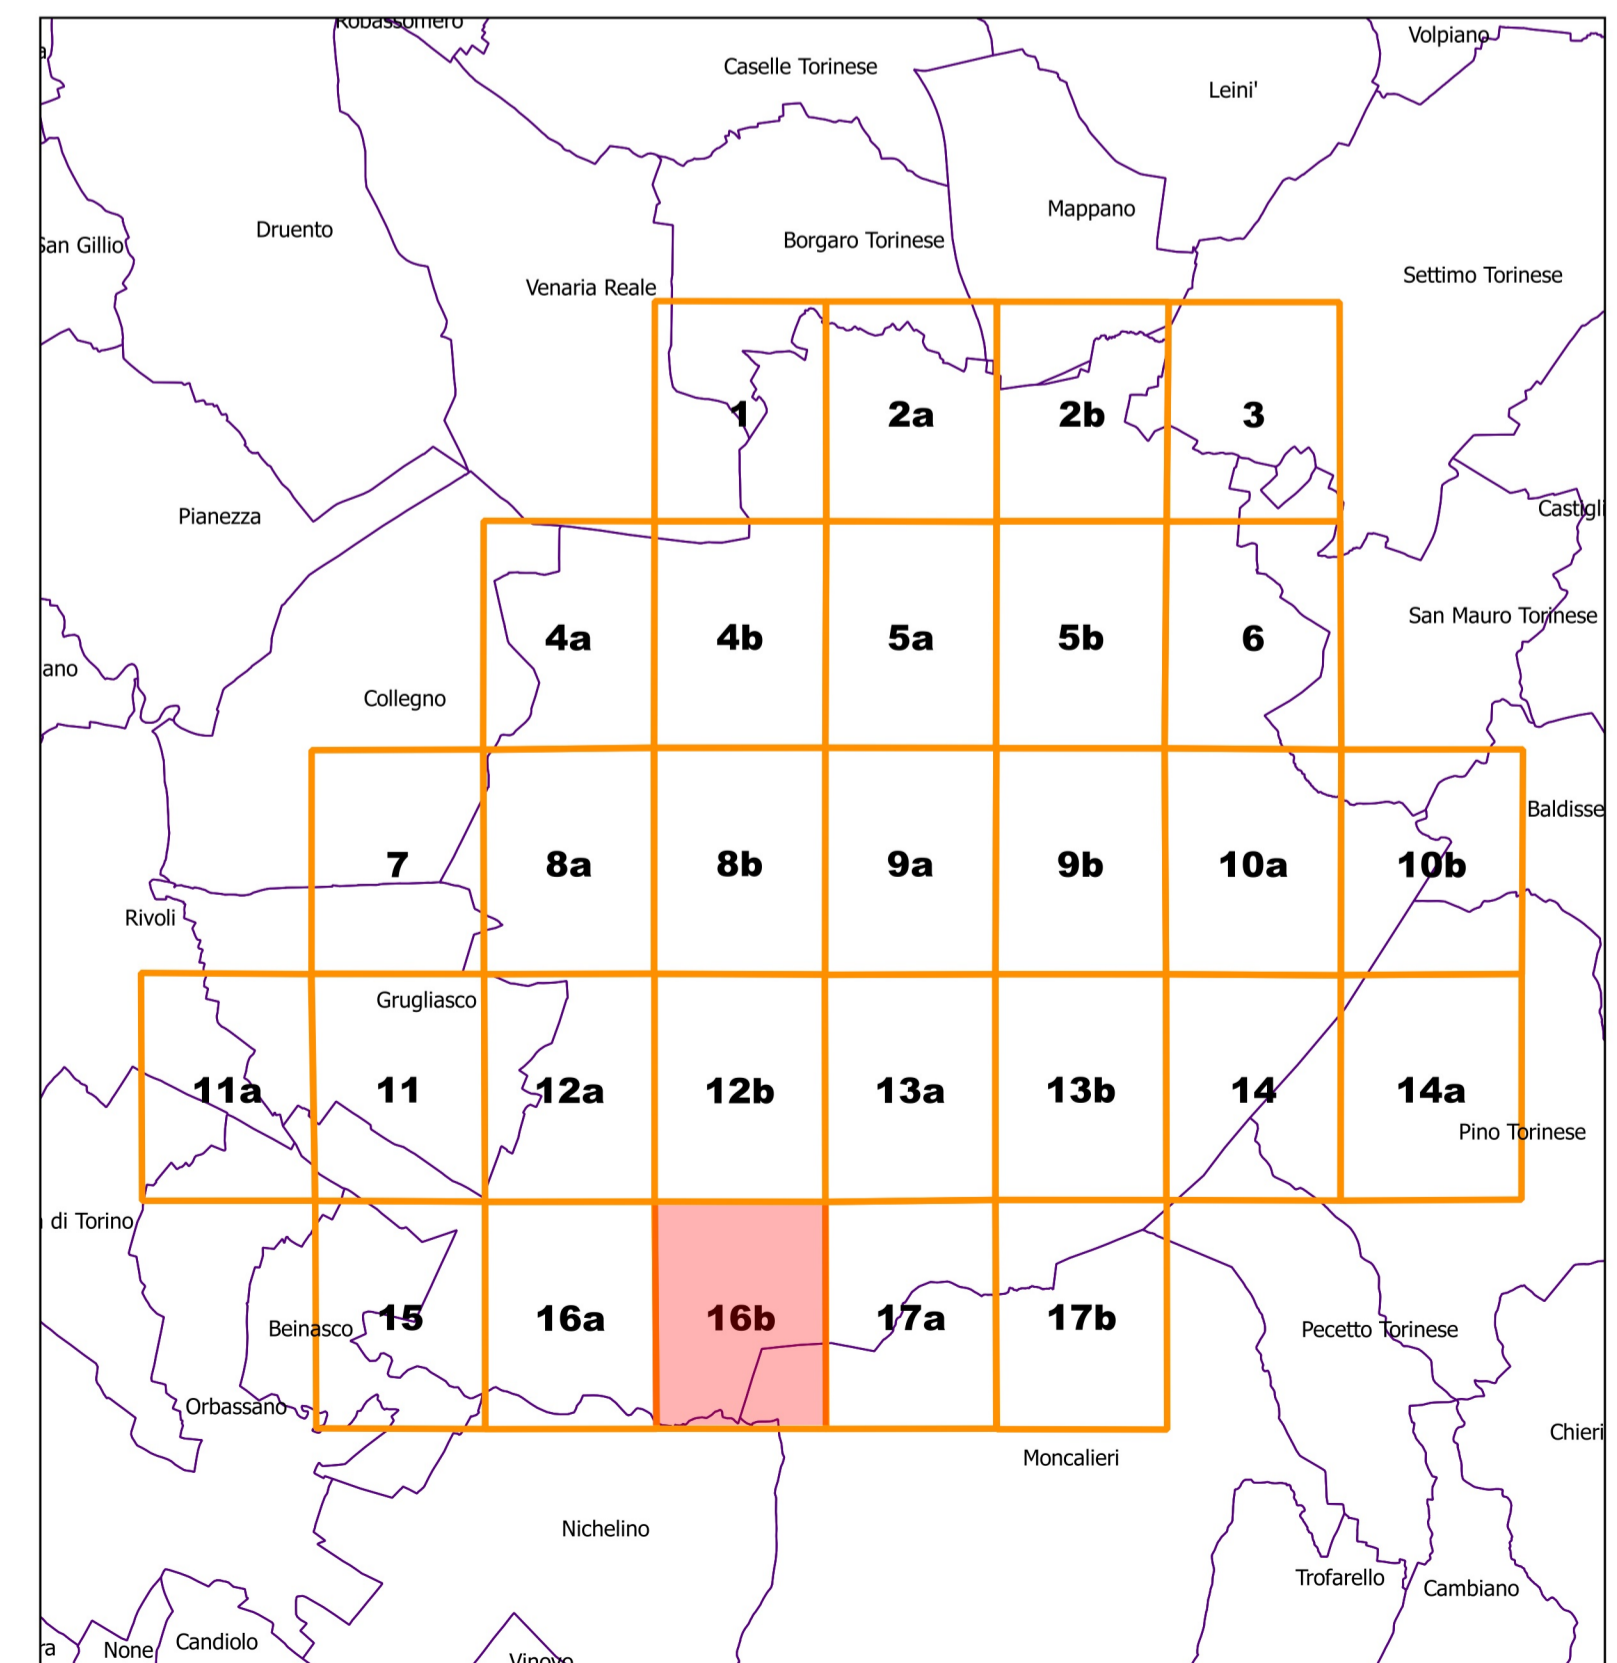 Robassomero
Volpiano
a
Caselle Torinese
Leini'
Mappano
Druento
San Gillio
Borgaro Torinese
Settimo Torinese
Venaria Reale
1
2a
2b
3
Castigli
Pianezza
San Mauro Torinese
4a
4b
5a
5b
6
ano
Collegno
Baldisse
7
8a
8b
9a
9b
10a
10b
Rivoli
Grugliasco
11a
11
12a
12b
13a
13b
14
14a
Pino Torinese
di Torino
15
16a
16b
17a
17b
Beinasco
Pecetto Torinese
Orbassano
Chieri
Moncalieri
Nichelino
Trofarello
Cambiano
ra
None
Candiolo
Vinovo